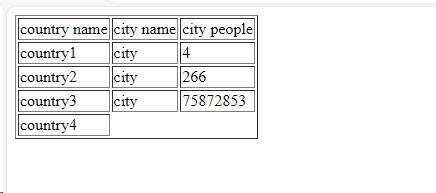 country name city name city people
country1 city 4
country2 city 266
country3 city 75872853
country4